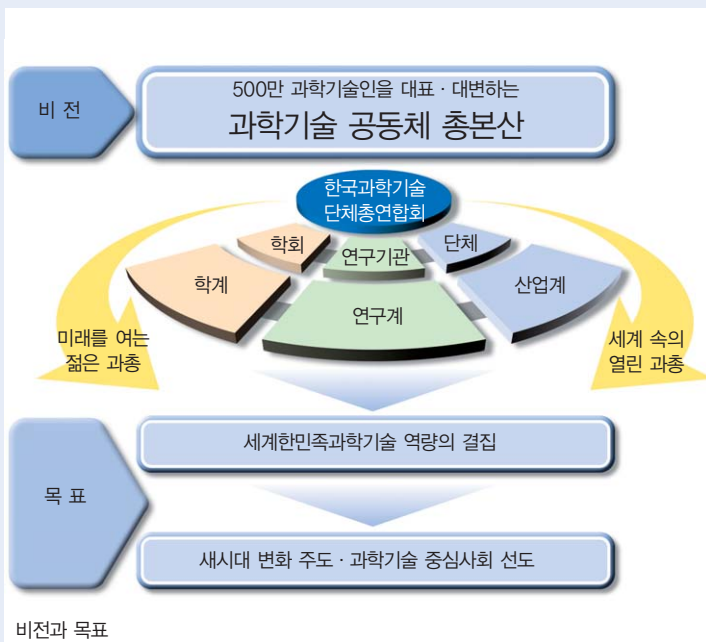 비 전
500만 과학기술인을 대표 · 대변하는
과학기술 공동체 총본산
한국과학기술
단체총연합회
학회
연구기관
단체
학계
연구계
산업계
미래를 여는
젊은 과총
세계 속의
열린 과총
목 표
세계한민족과학기술 역량의 결집
새시대 변화 주도 · 과학기술 중심사회 선도
비전과 목표